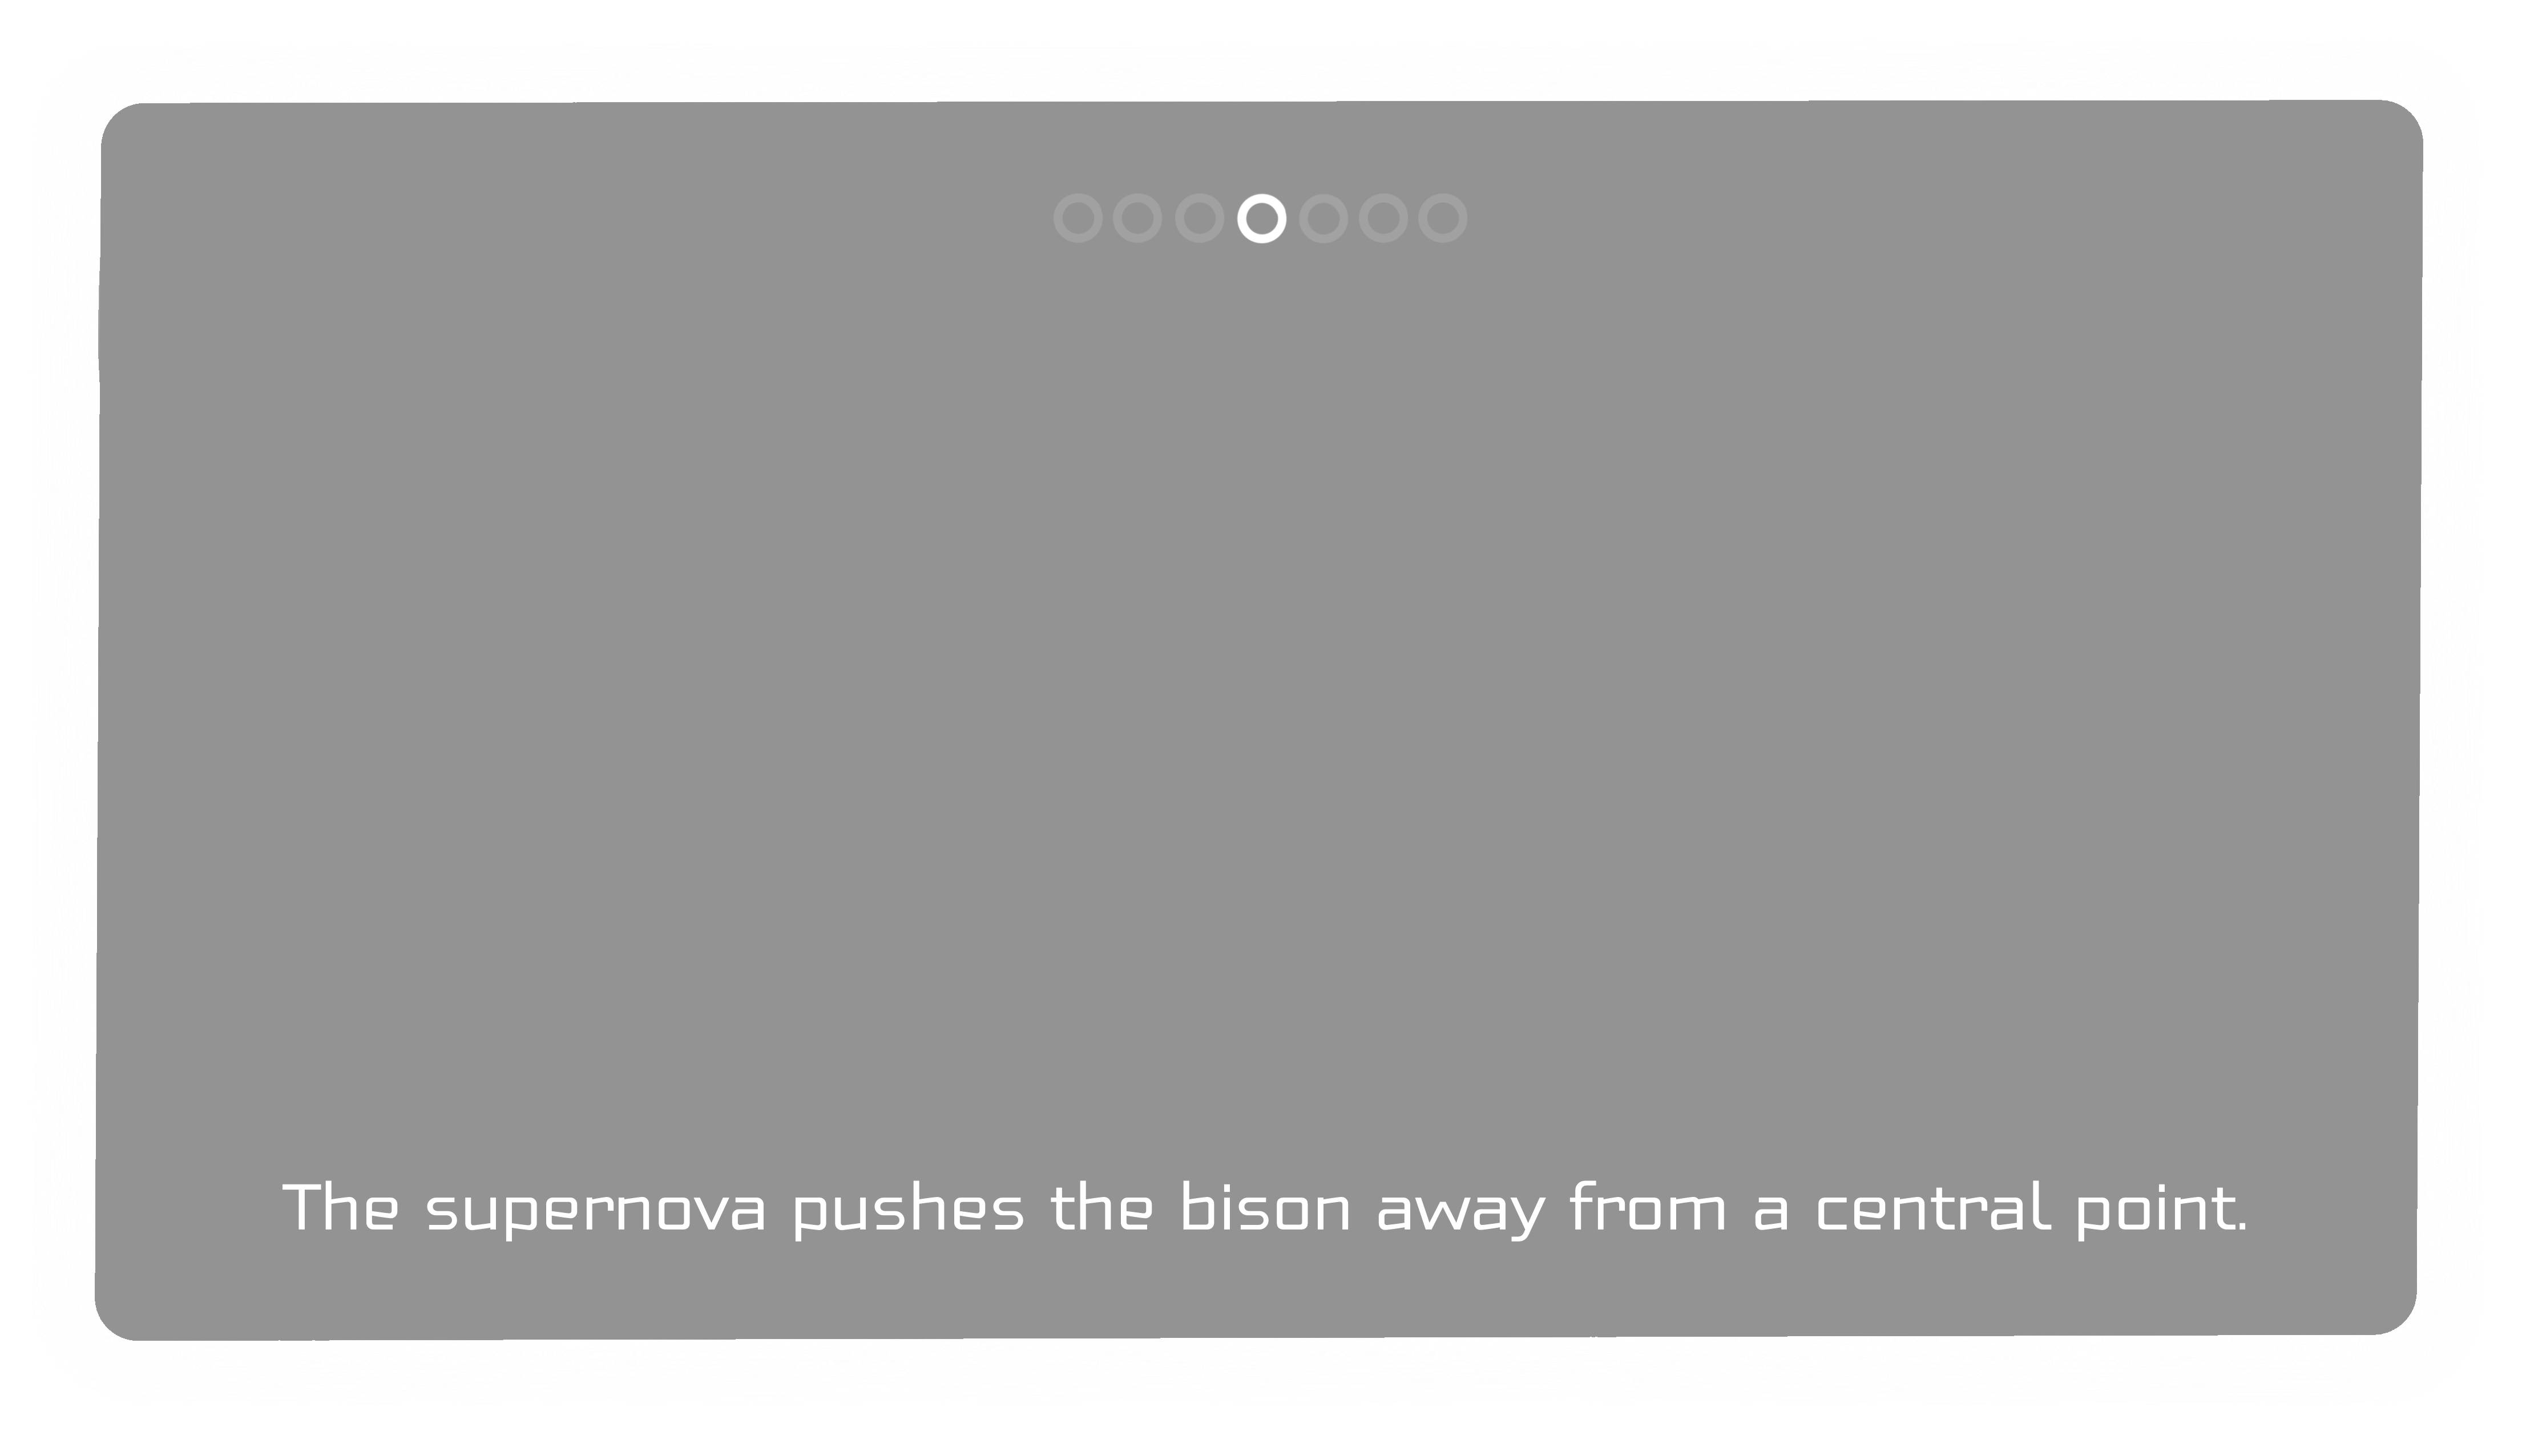 The supernova pushes the bison away from a central point.